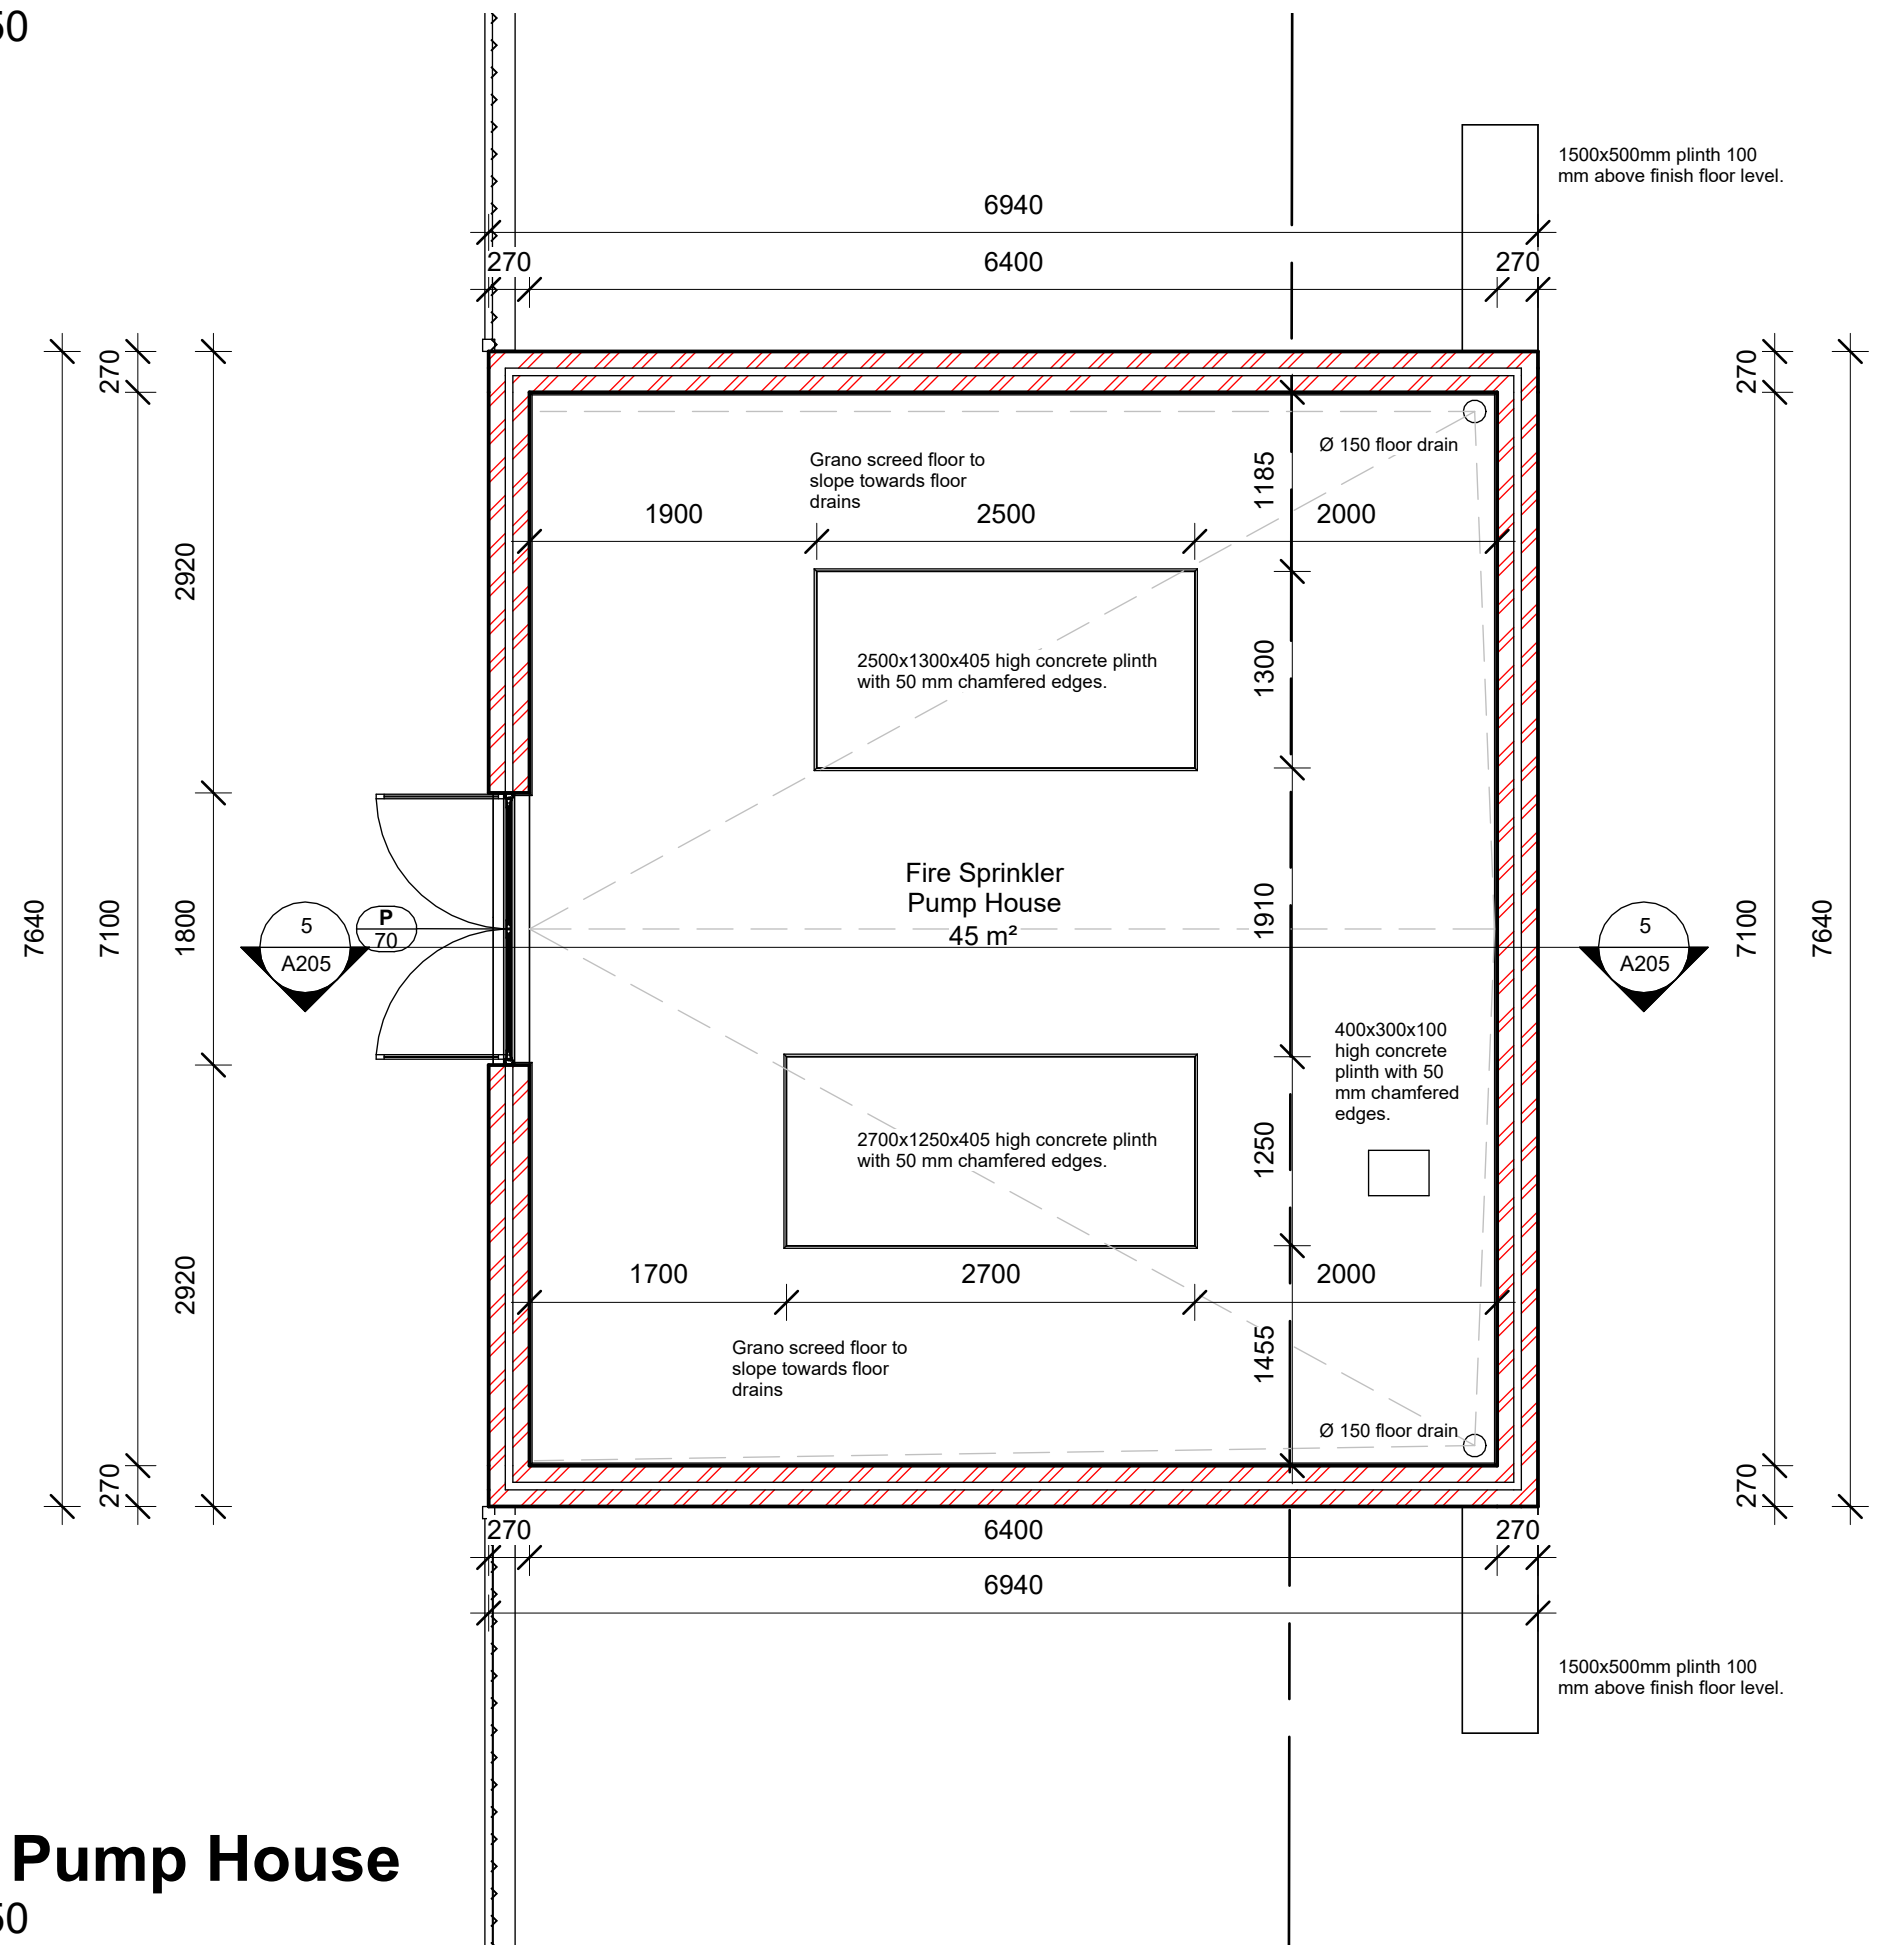 50
1500x500mm plinth 100
mm above finish floor level.
6940
270
6400
270
270
270
Ø 150 floor drain
Grano screed floor to
slope towards floor
drains
1185
1900
2500
2000
2920
2500x1300x405 high concrete plinth
with 50 mm chamfered edges.
1300
Fire Sprinkler
Pump House
45 m²
7640
7100
1800
5
A205
P
70
1910
5
A205
7100
7640
400x300x100
high concrete
plinth with 50
mm chamfered
edges.
2700x1250x405 high concrete plinth
with 50 mm chamfered edges.
1250
2920
1700
2700
2000
1455
Grano screed floor to
slope towards floor
drains
Ø 150 floor drain
270
270
270
6400
270
6940
1500x500mm plinth 100
mm above finish floor level.
Pump House
50